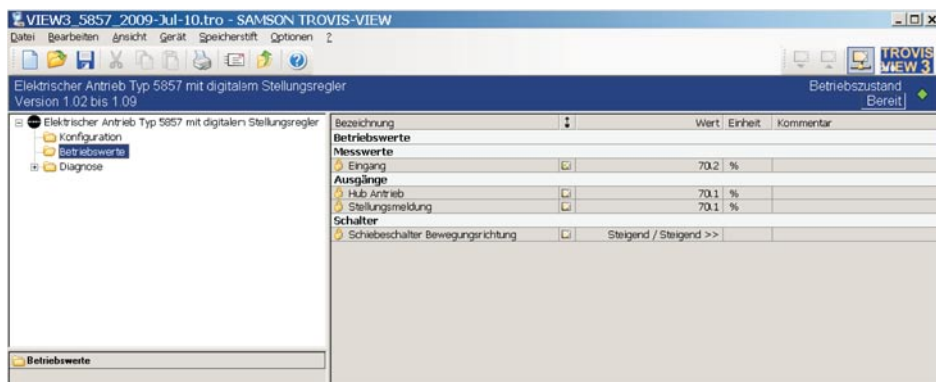 VIEW3_5857_2009-Jul-10.tro - SAMSON TROVIS-VIEW
Datei Bearbeiten Ansicht Gerät Speicherstift Optionen ?
TROVIS
VIEW 3
Elektrischer Antrieb Typ 5857 mit digitalem Stellungsregler
Version 1.02 bis 1.09
Betriebszustand
Bereit
Elektrischer Antrieb Typ 5857 mit digitalem Stellungsregler
Konfiguration
Betriebswerte
Diagnose
Bezeichnung Wert Einheit Kommentar
Betriebswerte
Messwerte
Eingang 70.2 %
Ausgänge
Hub Antrieb 70.1 %
Stellungsmeldung 70.1 %
Schalter
Schiebeschalter Bewegungsrichtung Steigend / Steigend >>
Betriebswerte